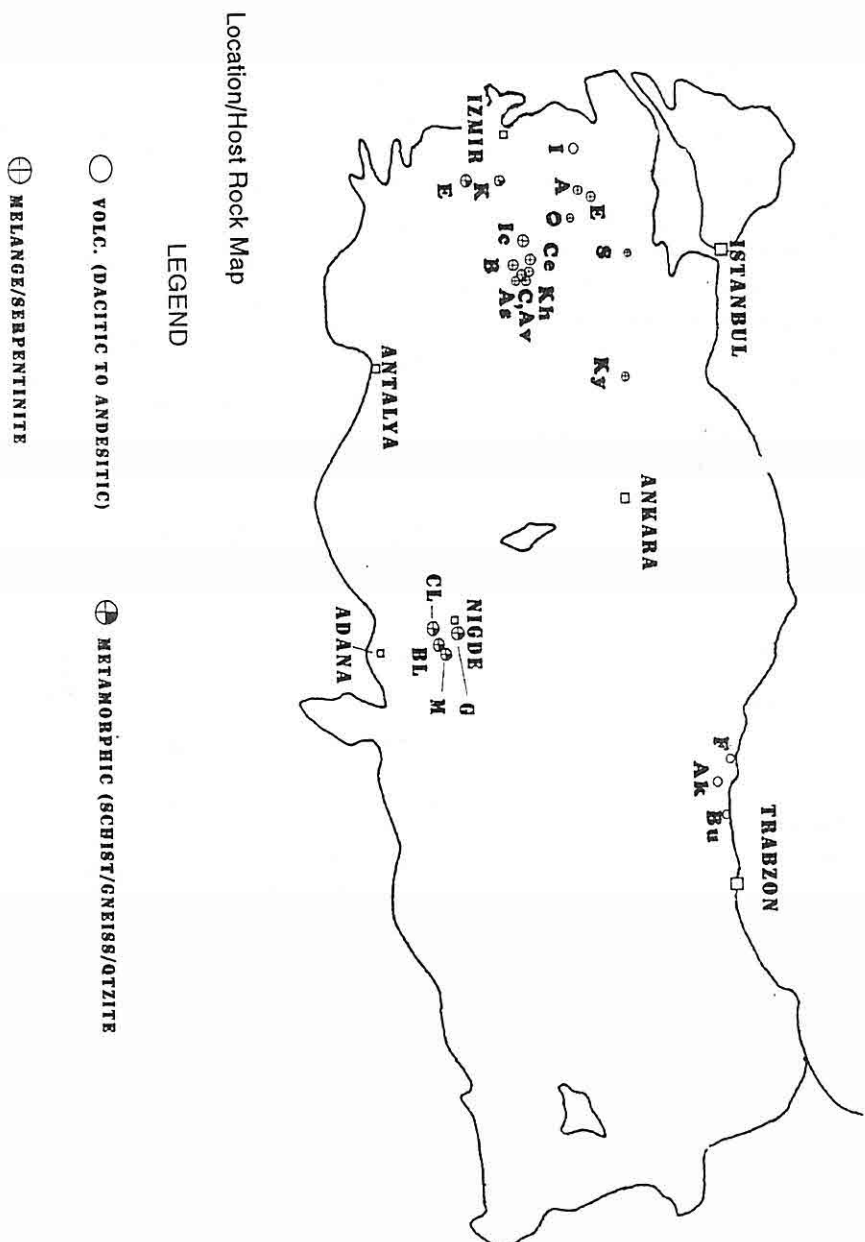 ISTANBUL
TRABZON
F
Ak
Bu
ANKARA
S
Ky
E
A
I
O
Ce
Kh
Ic
C,Av
B
As
IZMIR
K
E
NIGDE
G
CL
BL
M
ANTALYA
ADANA
Location/Host Rock Map
LEGEND
VOLC. (DACITIC TO ANDESITIC)
METAMORPHIC (SCHIST/GNEISS/QTZITE
MELANGE/SERPENTINITE